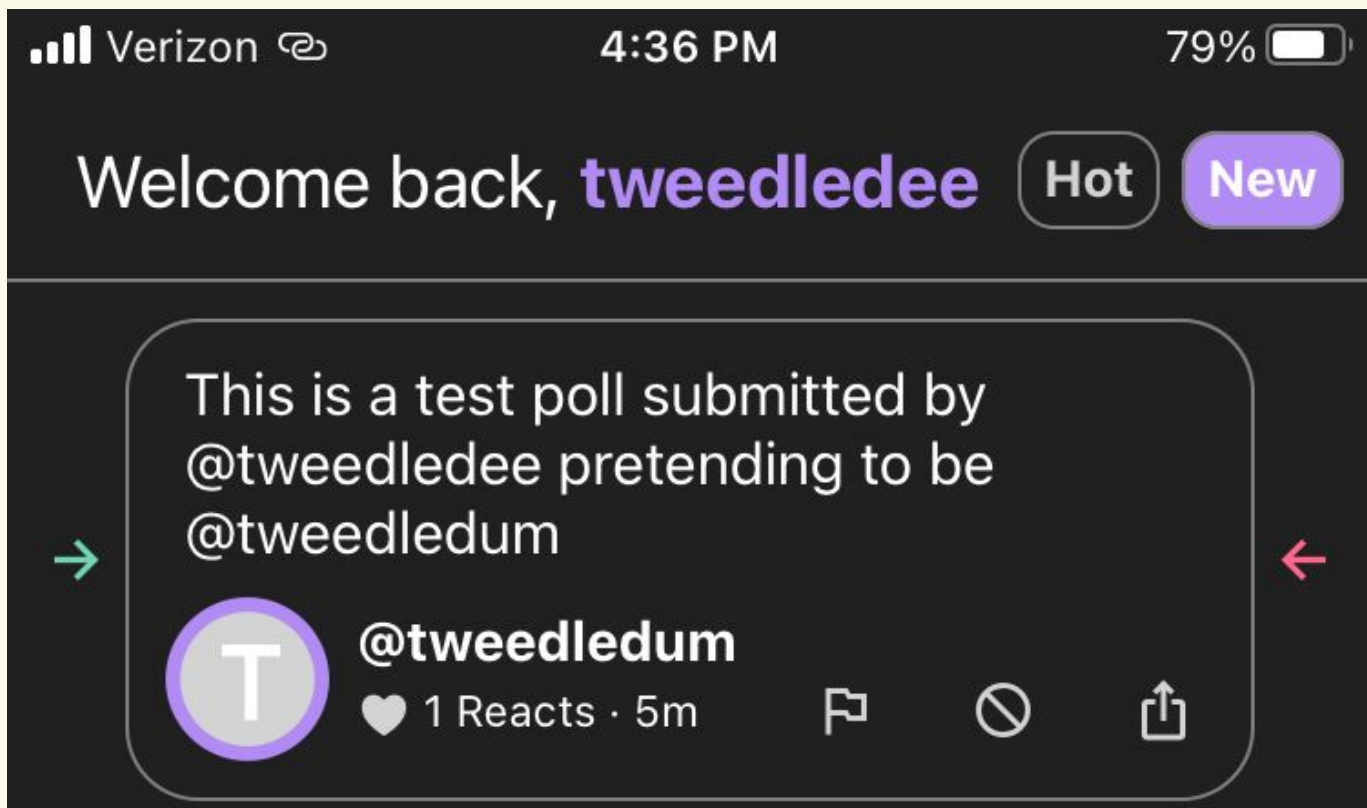 Verizon 4:36 PM 79%
Welcome back, tweedledee Hot New
This is a test poll submitted by
@tweedledee pretending to be
@tweedledum
T
@tweedledum
1 Reacts · 5m